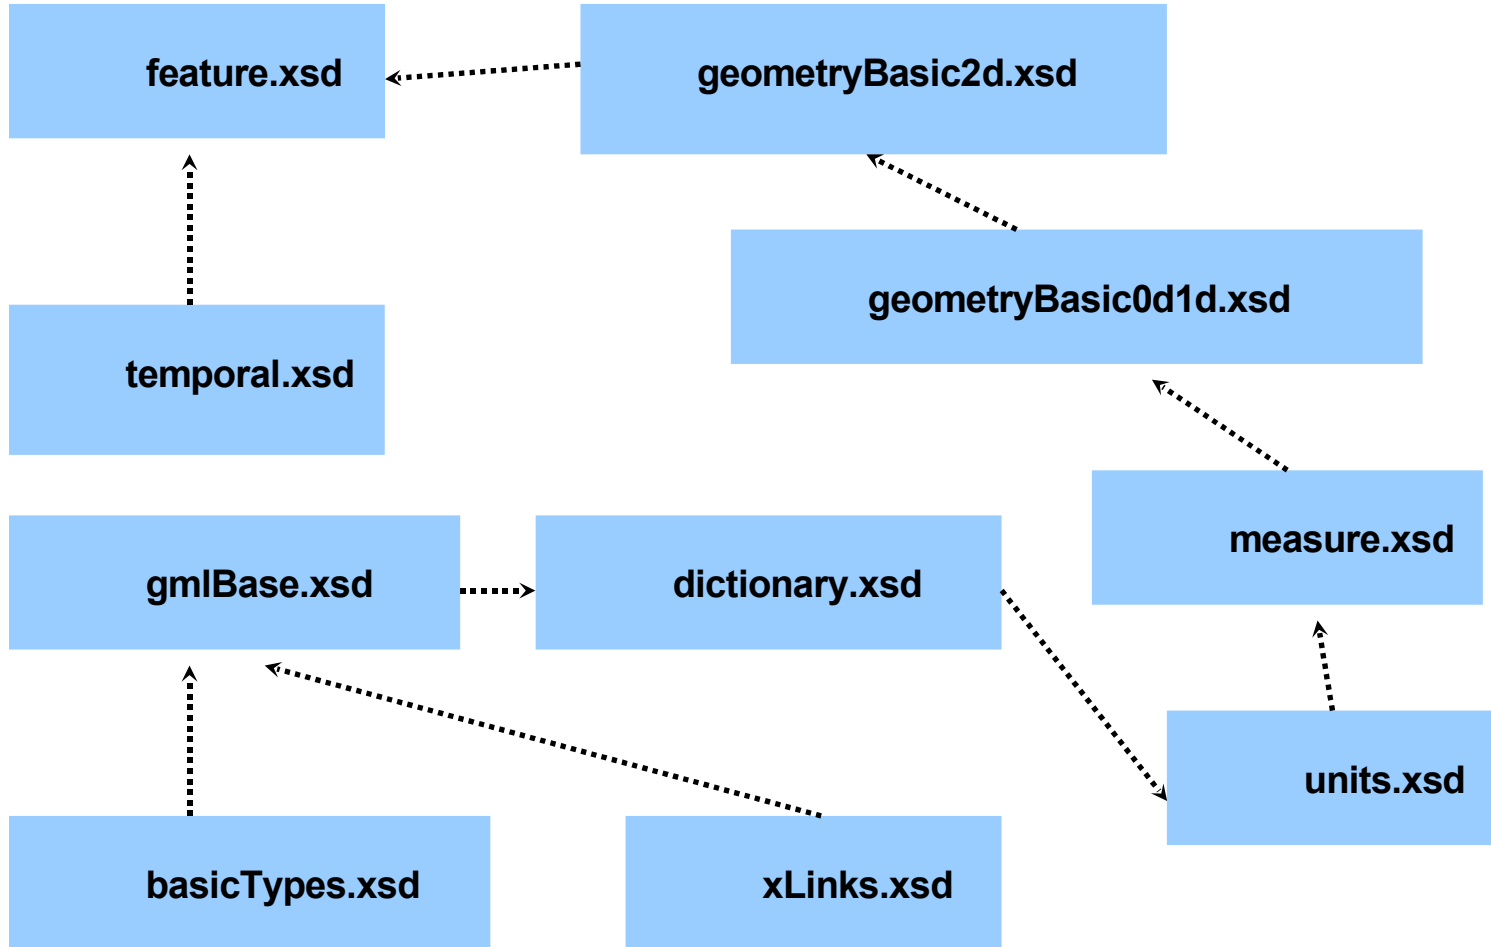 feature.xsd
geometryBasic2d.xsd
geometryBasic0d1d.xsd
temporal.xsd
measure.xsd
gmlBase.xsd
dictionary.xsd
units.xsd
basicTypes.xsd
xLinks.xsd